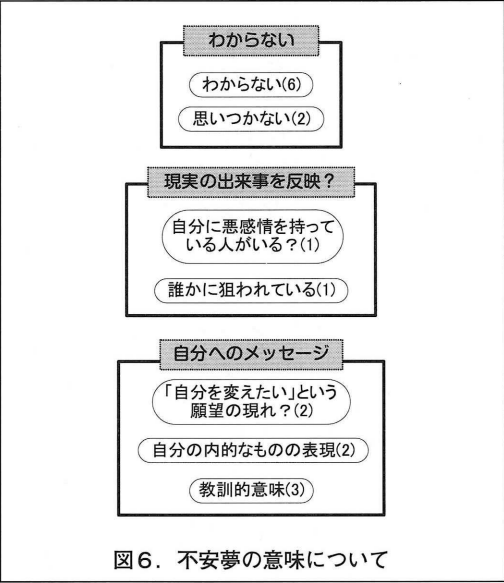 わからない
わからない(6)
思いつかない(2)
現実の出来事を反映？
自分に悪感情を持って
いる人がいる？(1)
誰かに狙われている(1)
自分へのメッセージ
「自分を変えたい」という
願望の現れ？(2)
自分の内的なものの表現(2)
教訓的意味(3)
図６．不安夢の意味について